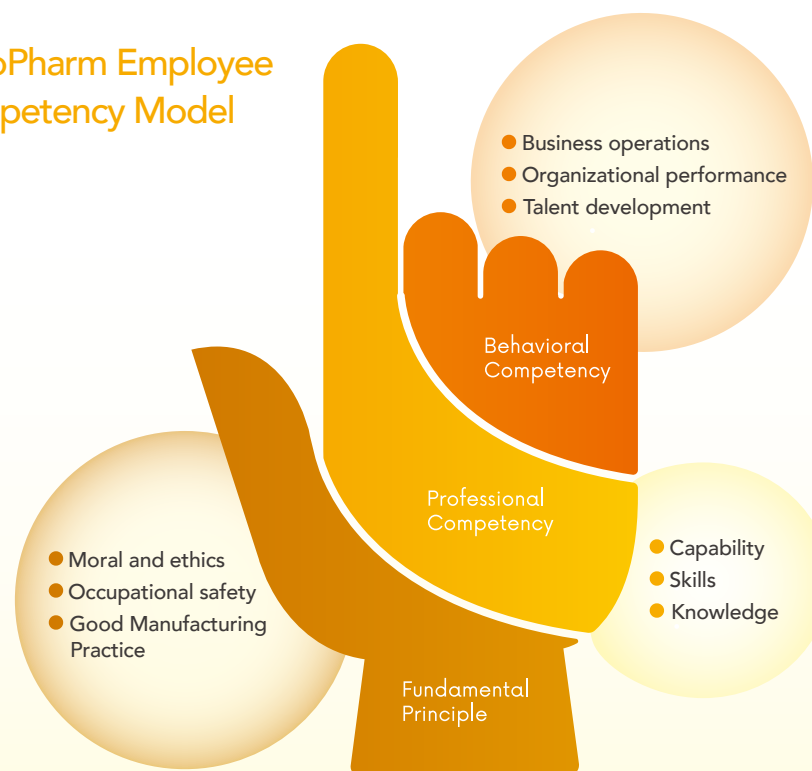 oPharm Employee
petency Model
Business operations
Organizational performance
Talent development
Behavioral
Competency
Professional
Competency
Capability
Skills
Knowledge
Moral and ethics
Occupational safety
Good Manufacturing
Practice
Fundamental
Principle